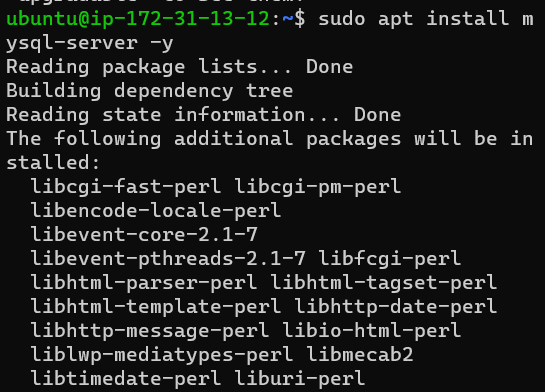 ubuntu@ip-172-31-13-12:~$ sudo apt install m
ysql-server -y
Reading package lists... Done
Building dependency tree
Reading state information... Done
The following additional packages will be in
stalled:
  libcgi-fast-perl libcgi-pm-perl
  libencode-locale-perl
  libevent-core-2.1-7
  libevent-pthreads-2.1-7 libfcgi-perl
  libhtml-parser-perl libhtml-tagset-perl
  libhtml-template-perl libhttp-date-perl
  libhttp-message-perl libio-html-perl
  liblwp-mediatypes-perl libmecab2
  libtimedate-perl liburi-perl